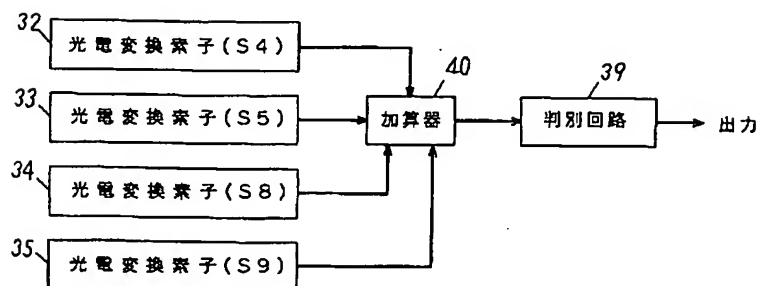 32
光電変換素子(S4)
40
39
33
光電変換素子(S5)
加算器
判別回路
出力
34
光電変換素子(S8)
35
光電変換素子(S9)